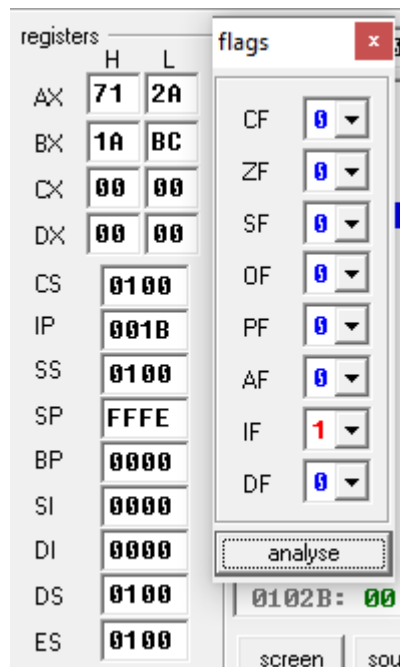 registers
H L
AX 71 2A
BX 1A BC
CX 00 00
DX 00 00
CS 0100
IP 001B
SS 0100
SP FFFE
BP 0000
SI 0000
DI 0000
DS 0100
ES 0100
flags x
CF 0
ZF 0
SF 0
OF 0
PF 0
AF 0
IF 1
DF 0
analyse
0102B: 00
screen